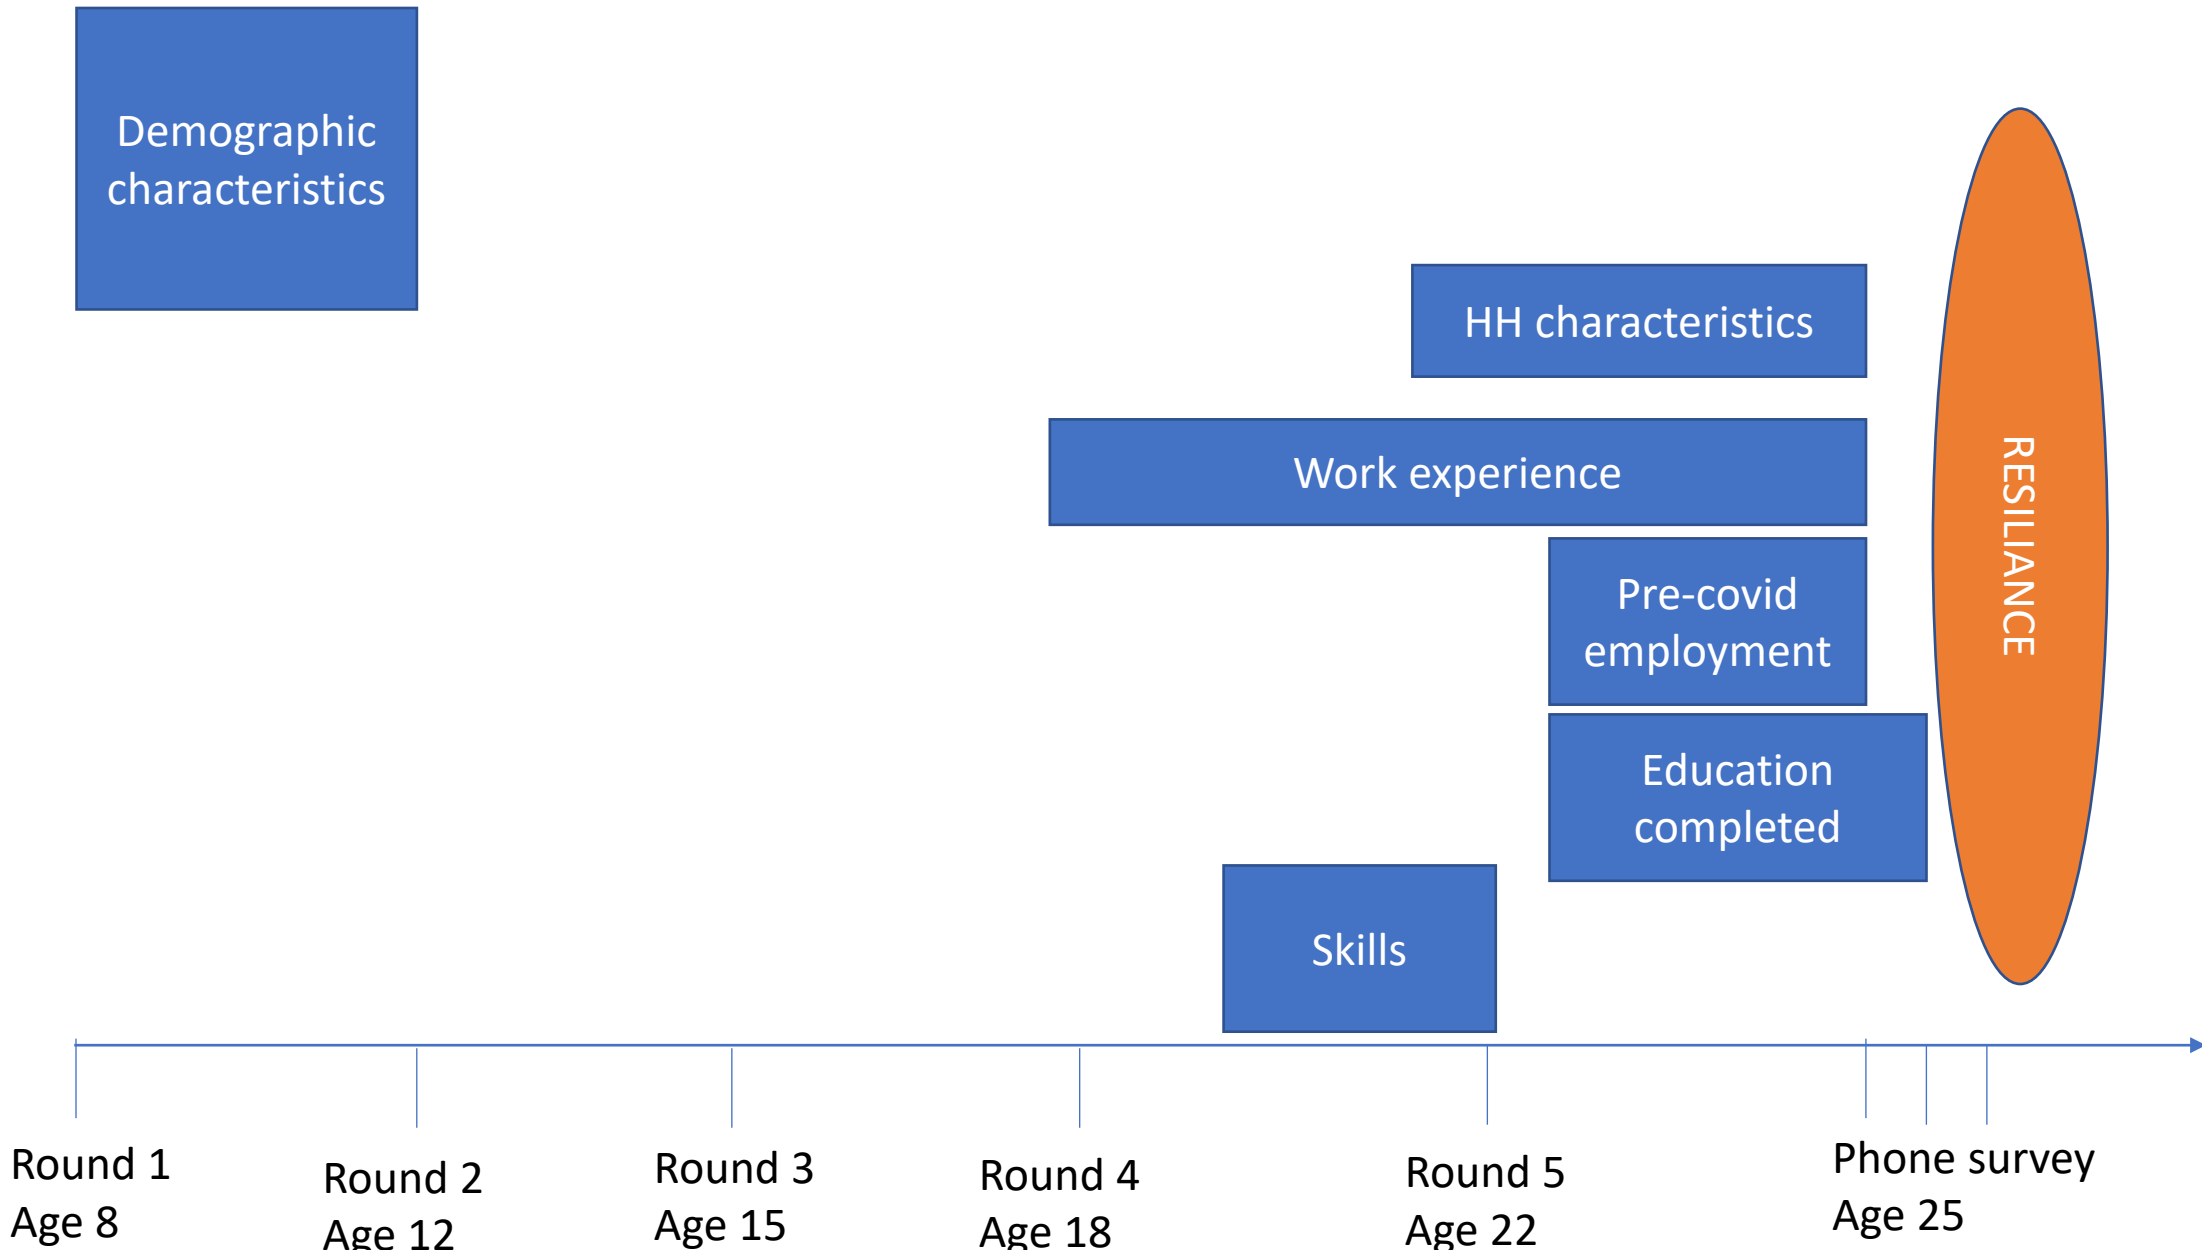 Demographic
characteristics
HH characteristics
Work experience
Pre-covid
employment
Education
completed
Skills
RESILIANCE
Round 1
Age 8
Round 2
Age 12
Round 3
Age 15
Round 4
Age 18
Round 5
Age 22
Phone survey
Age 25